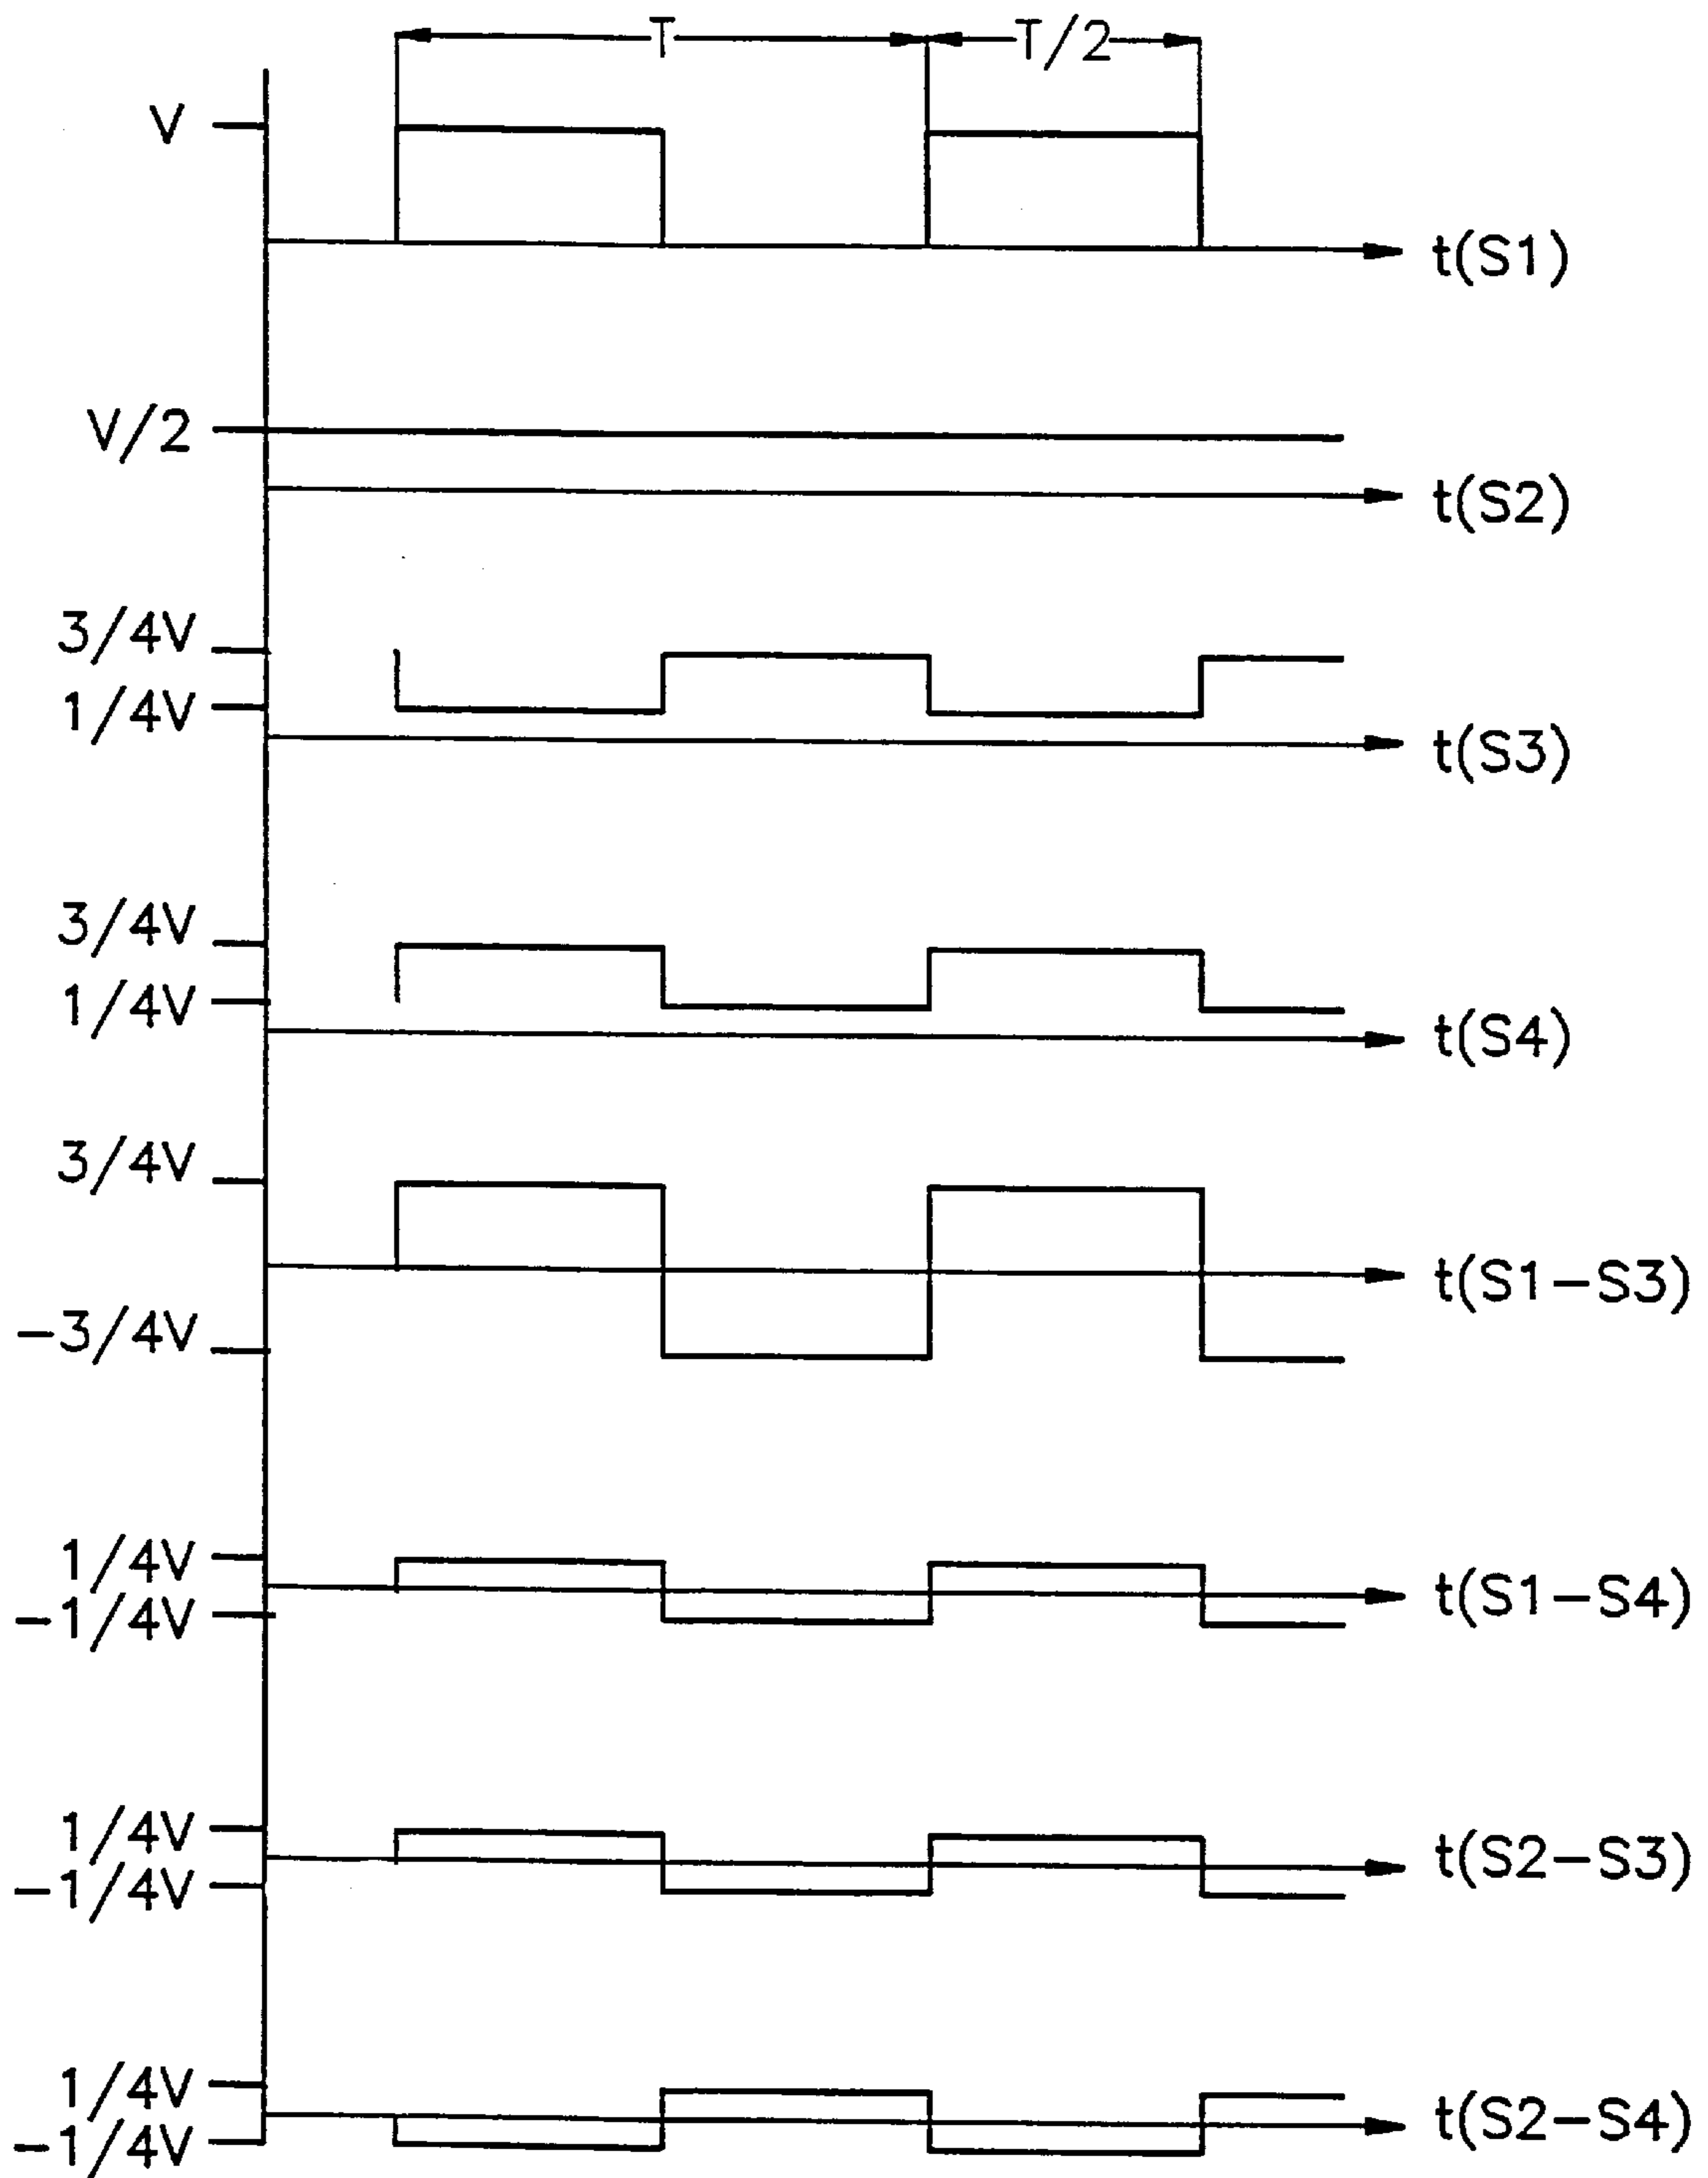 T
T/2
V
t(S1)
V/2
t(S2)
3/4V
1/4V
t(S3)
3/4V
1/4V
t(S4)
3/4V
t(S1-S3)
-3/4V
1/4V
t(S1-S4)
-1/4V
1/4V
t(S2-S3)
-1/4V
1/4V
t(S2-S4)
-1/4V